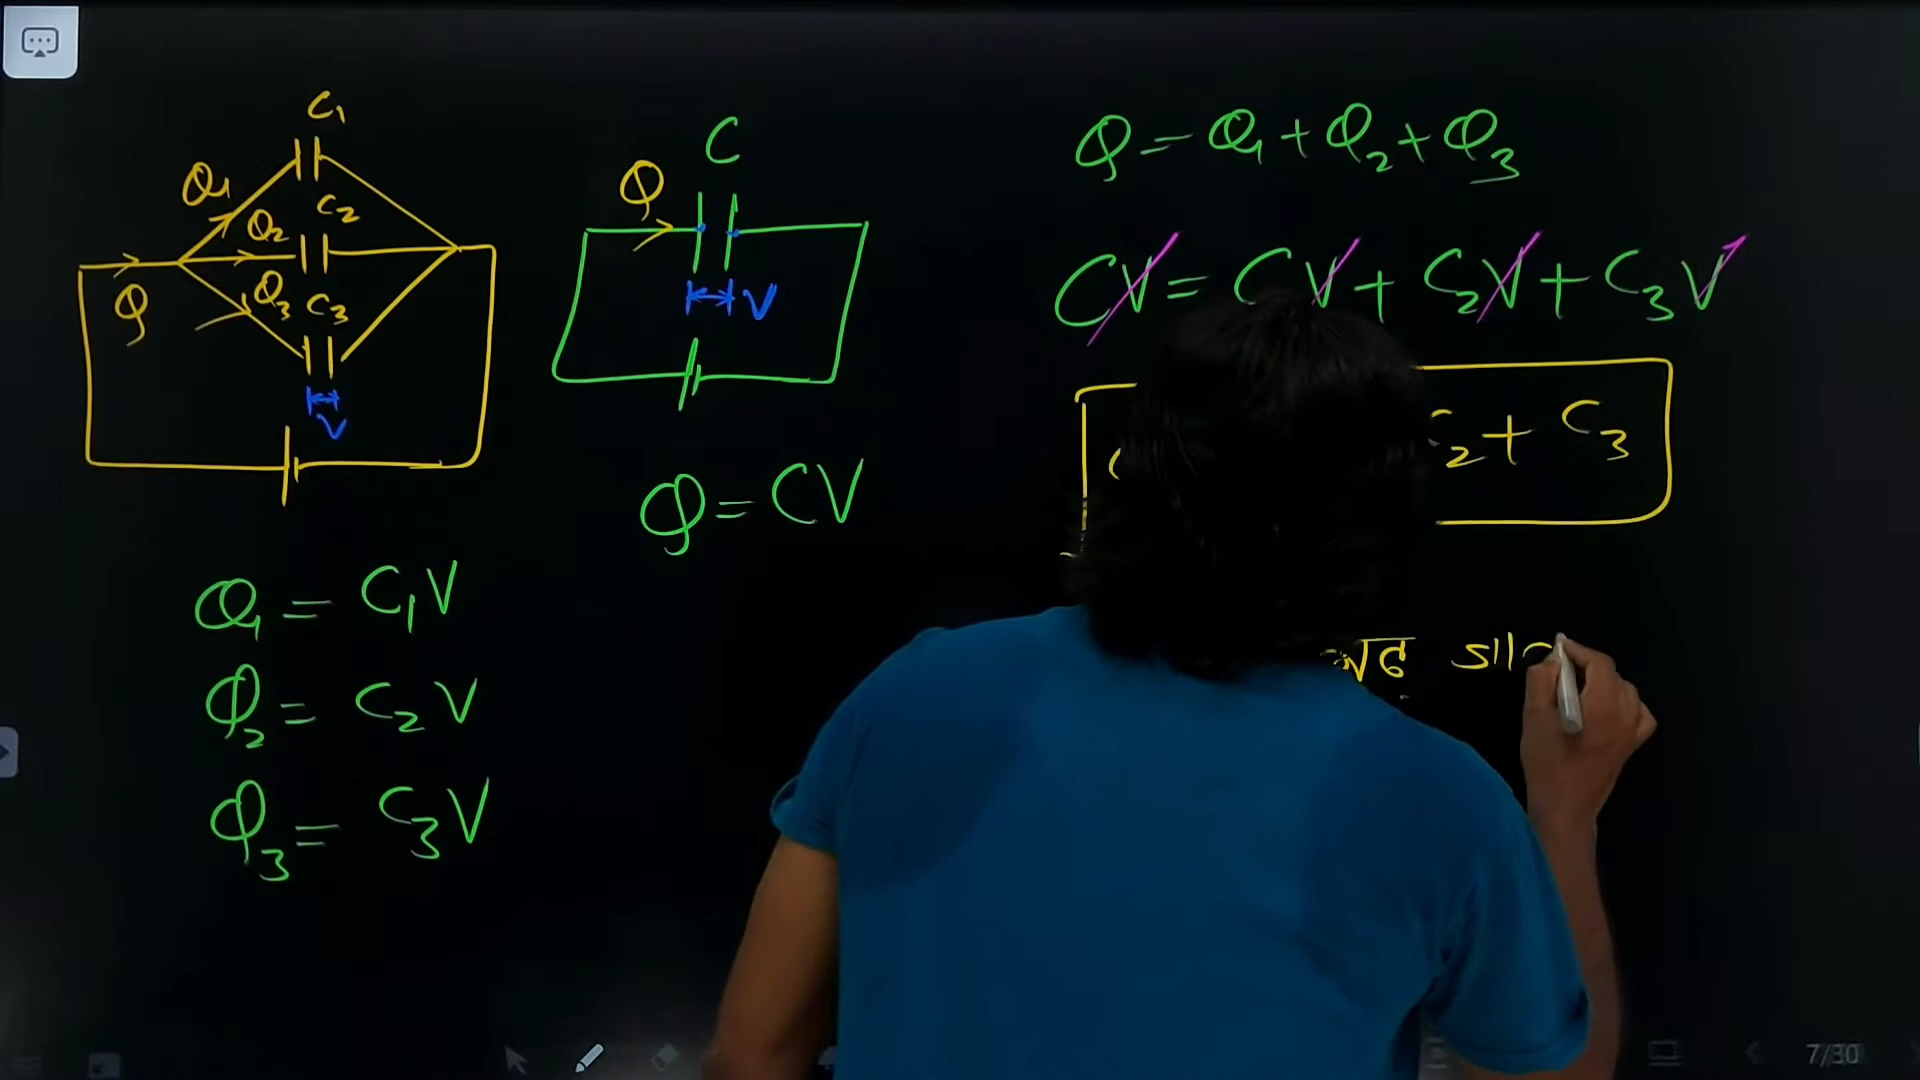 C₁
Q₁
C₂
Q₂
Q₃ C₃
Q
V
C
Q
V
Q = CV
Q₁ = C₁V
Q₂ = C₂V
Q₃ = C₃V
Q = Q₁ + Q₂ + Q₃
CV = C V + C₂V + C₃V
C₂ + C₃
7/30